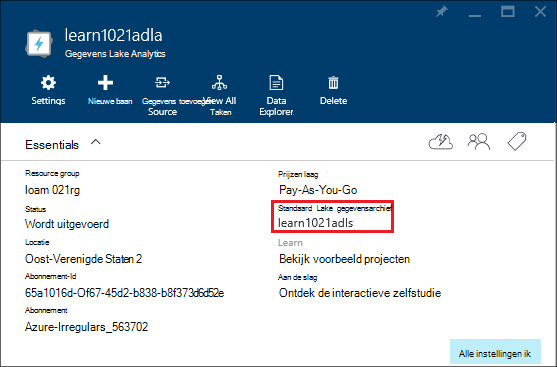 learn1021adla
Gegevens Lake Analytics
Settings
Nieuwe baan
Gegevens toevoegen
Source
View All
Taken
Data
Explorer
Delete
Essentials
Resource group
loam 021rg
Status
Wordt uitgevoerd
Locatie
Oost-Verenigde Staten 2
Abonnement-Id
65a1016d-Of67-45d2-b838-b8f373d6d52e
Abonnement
Azure-Irregulars_563702
Prijzen laag
Pay-As-You-Go
Standaard Lake gegevensarchief
learn1021adls
Learn
Bekijk voorbeeld projecten
Aan de slag
Ontdek de interactieve zelfstudie
Alle instellingen ik